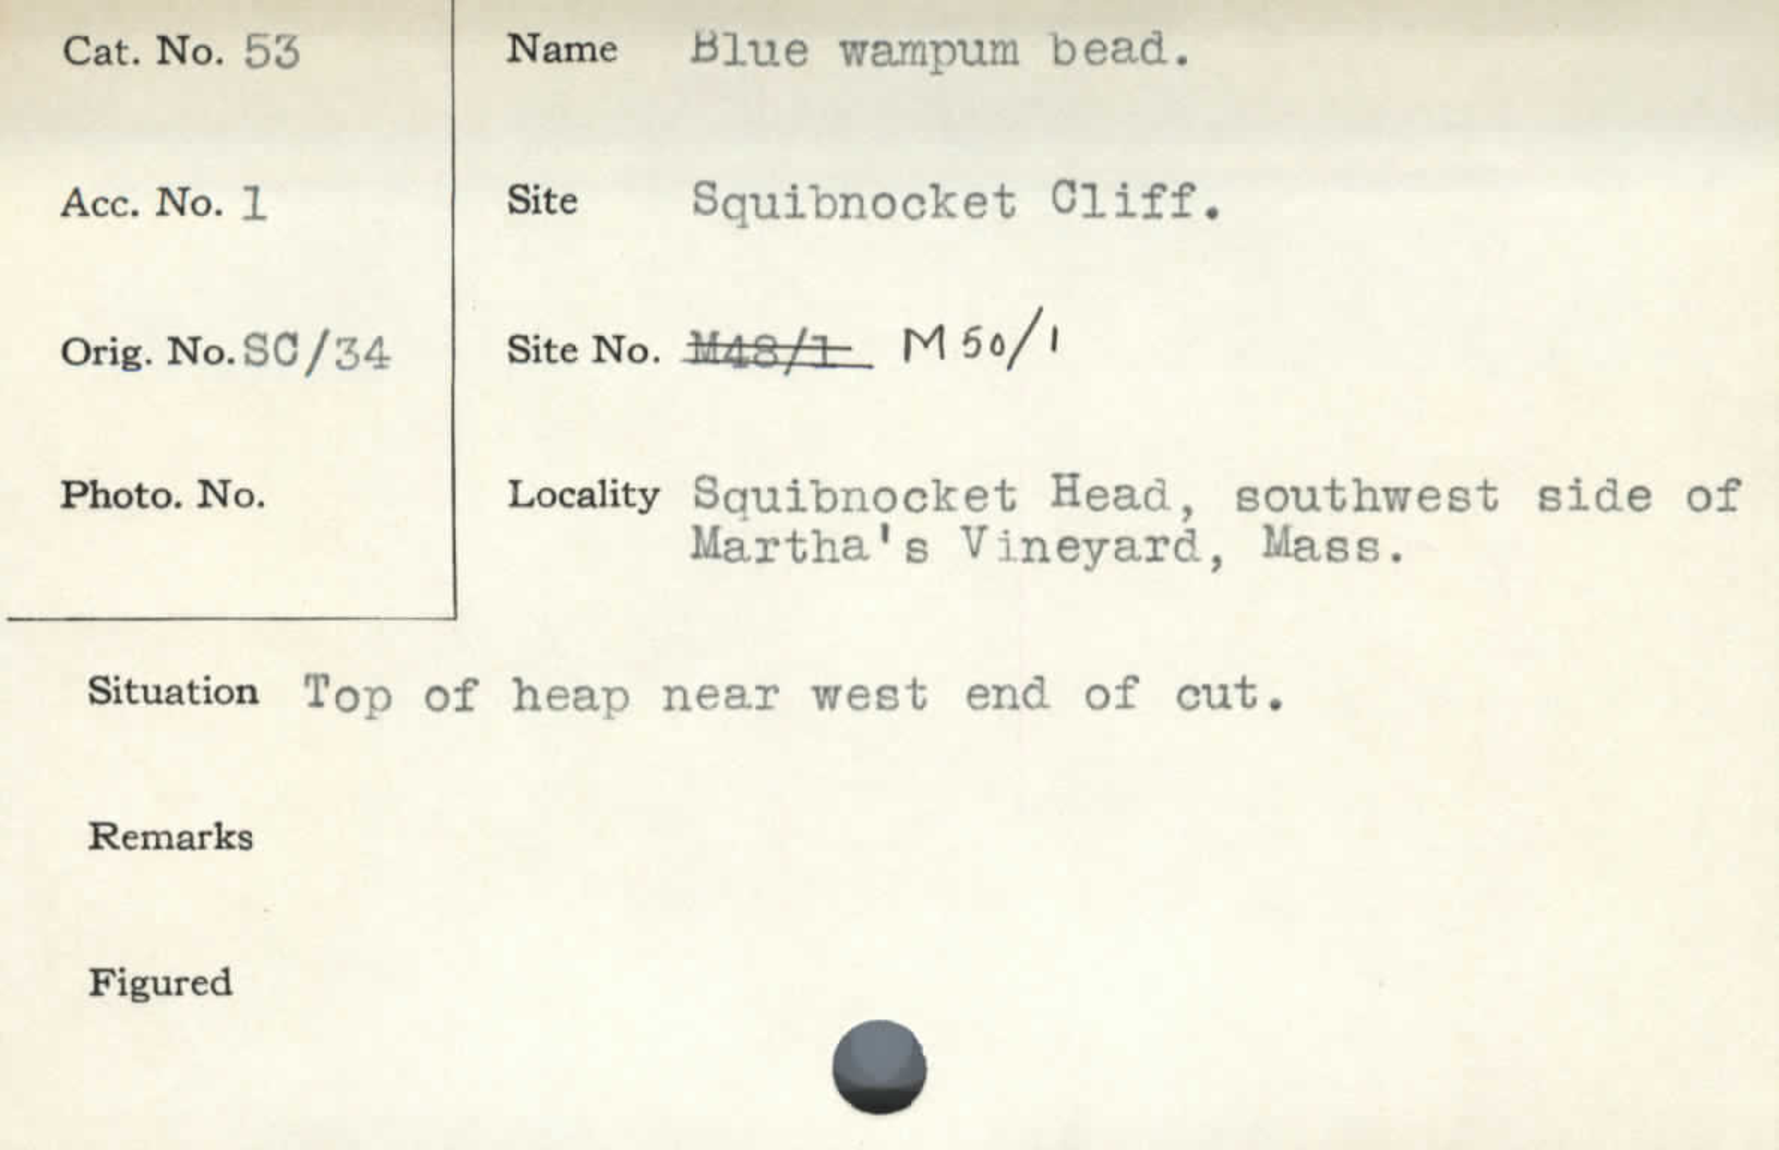 Cat. No. 53
Name Blue wampum bead.
Acc. No. 1
Site Squibnocket Cliff.
Orig. No. SC/34
Site No. M48/1 M50/1
Photo. No.
Locality Squibnocket Head, southwest side of
Martha's Vineyard, Mass.
Situation Top of heap near west end of cut.
Remarks
Figured